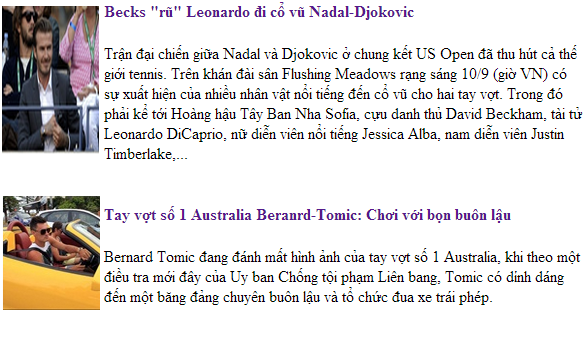 Becks "rũ" Leonardo đi cổ vũ Nadal-Djokovic
Trận đại chiến giữa Nadal và Djokovic ở chung kết US Open đã thu hút cả thế
giới tennis. Trên khán đài sân Flushing Meadows rạng sáng 10/9 (giờ VN) có
sự xuất hiện của nhiều nhân vật nổi tiếng đến cổ vũ cho hai tay vợt. Trong đó
phải kể tới Hoàng hậu Tây Ban Nha Sofia, cựu danh thủ David Beckham, tài tử
Leonardo DiCaprio, nữ diễn viên nổi tiếng Jessica Alba, nam diễn viên Justin
Timberlake,...
Tay vợt số 1 Australia Beranrd-Tomic: Chơi với bọn buôn lậu
Bernard Tomic đang đánh mất hình ảnh của tay vợt số 1 Australia, khi theo một
điều tra mới đây của Uy ban Chống tội phạm Liên bang, Tomic có dính dáng
đến một băng đảng chuyên buôn lậu và tổ chức đua xe trái phép.